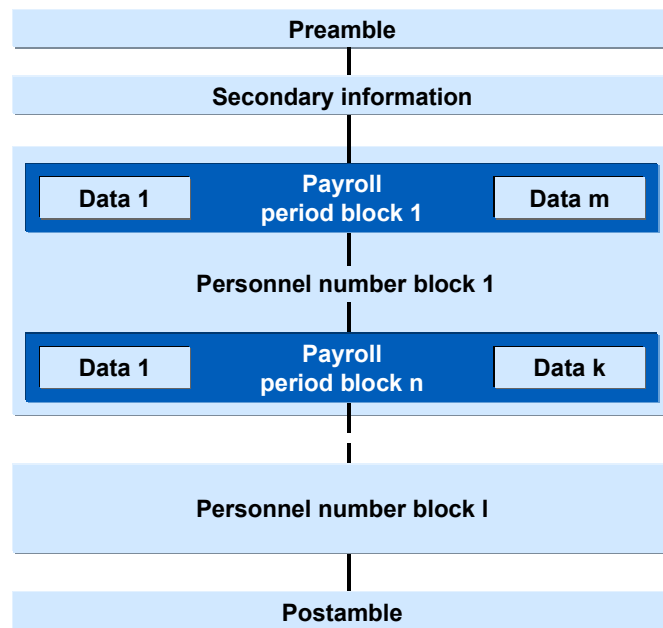 Preamble
Secondary information
Data 1
Payroll
period block 1
Data m
Personnel number block 1
Data 1
Payroll
period block n
Data k
Personnel number block l
Postamble